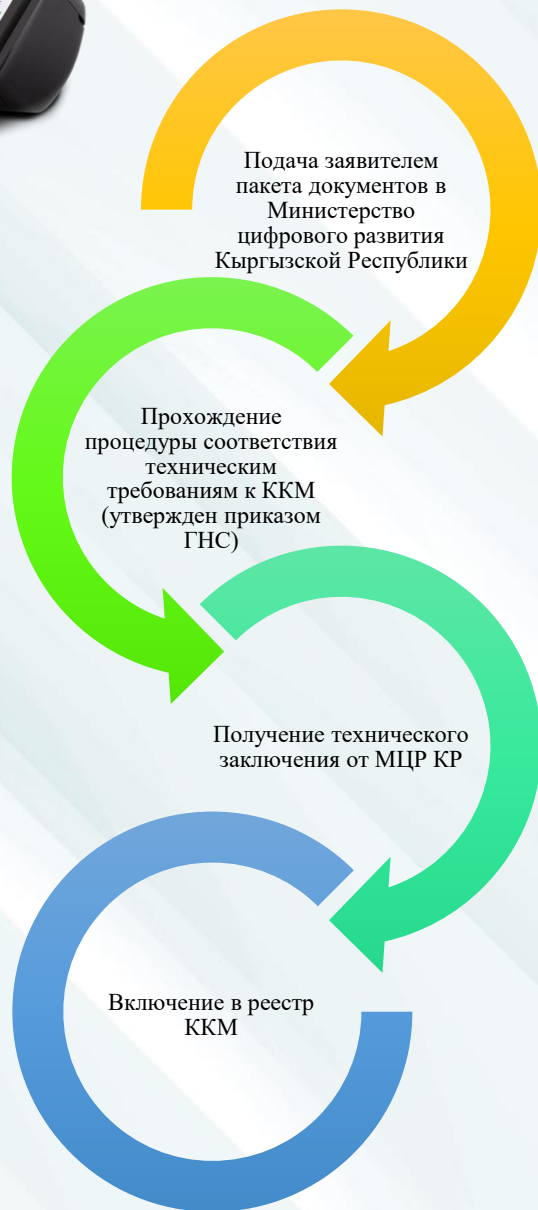 Подача заявителем
пакета документов в
Министерство
цифрового развития
Кыргызской Республики
Прохождение
процедуры соответствия
техническим
требованиям к ККМ
(утвержден приказом
ГНС)
Получение технического
заключения от МЦР КР
Включение в реестр
ККМ